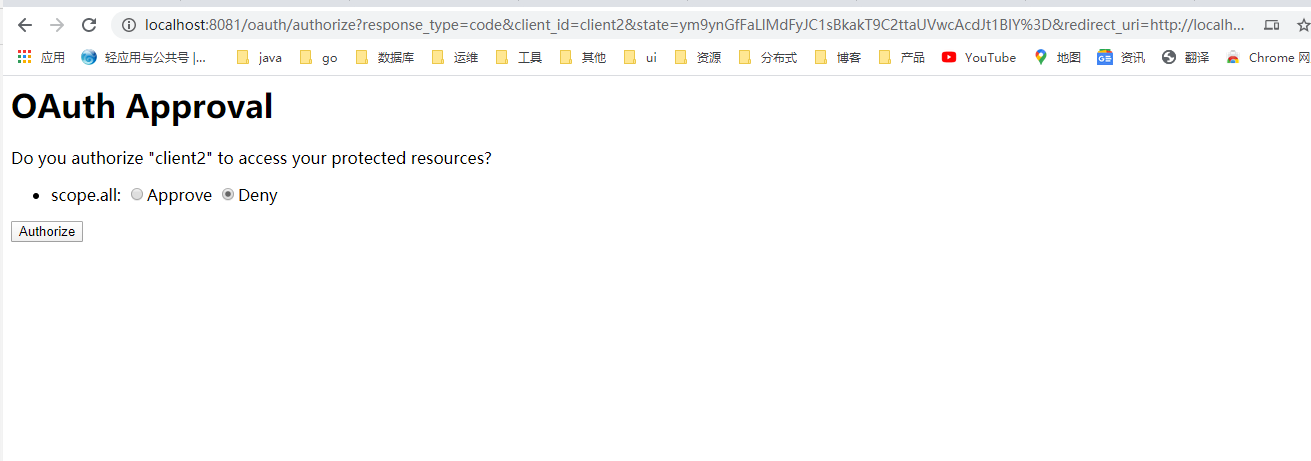 localhost:8081/oauth/authorize?response_type=code&client_id=client2&state=ym9ynGfFaLlMdFyJC1sBkakT9C2ttaUVwcAcdJt1BIY%3D&redirect_uri=http://localh...
应用 轻应用与公共号 |... java go 数据库 运维 工具 其他 ui 资源 分布式 博客 产品 YouTube 地图 资讯 翻译 Chrome 网
OAuth Approval
Do you authorize "client2" to access your protected resources?
scope.all: Approve Deny
Authorize